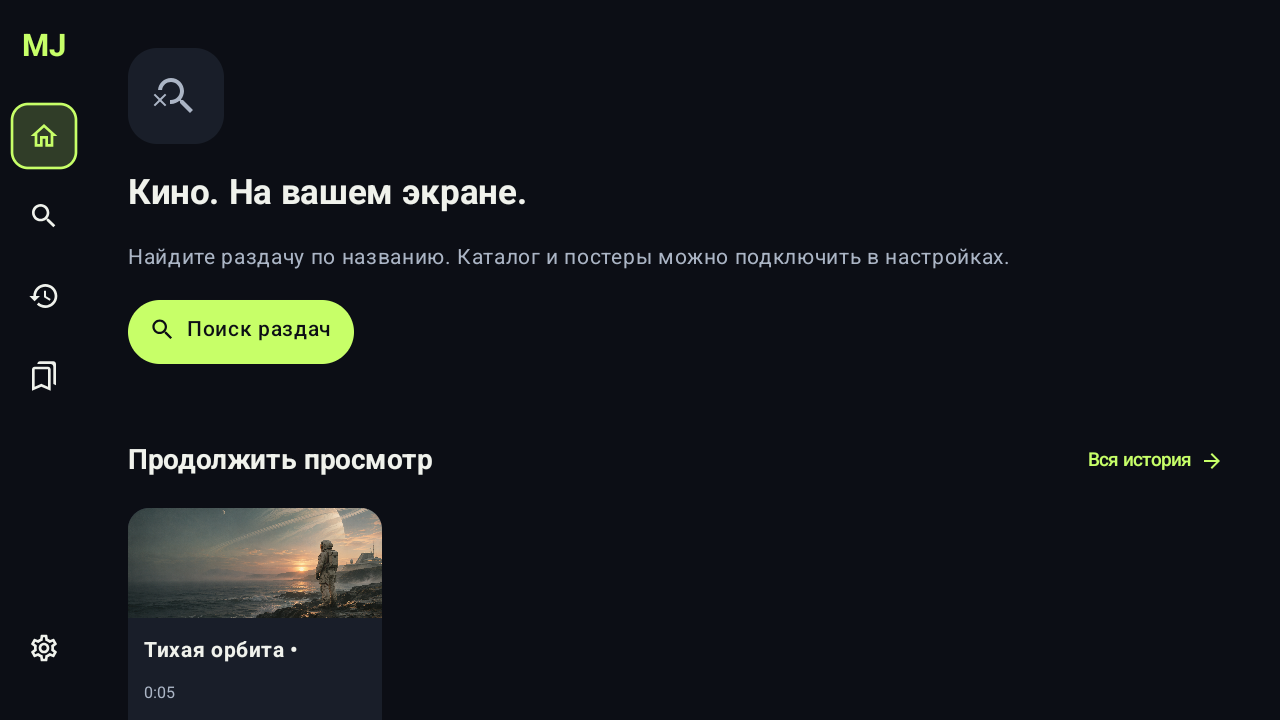 MJ
Кино. На вашем экране.
Найдите раздачу по названию. Каталог и постеры можно подключить в настройках.
Поиск раздач
Продолжить просмотр
Вся история
Тихая орбита •
0:05